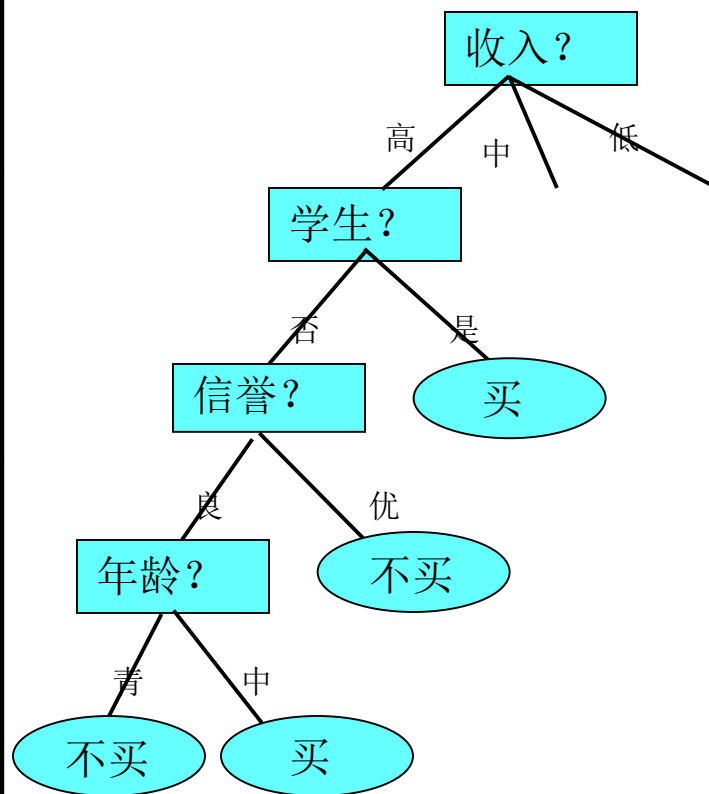 收入?
高
中
低
学生?
否
是
信誉?
买
良
优
年龄?
不买
青
中
不买
买